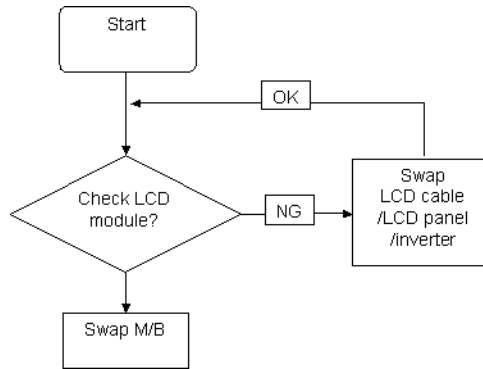 Start
OK
Check LCD
module?
NG
Swap
LCD cable
/LCD panel
/inverter
Swap M/B